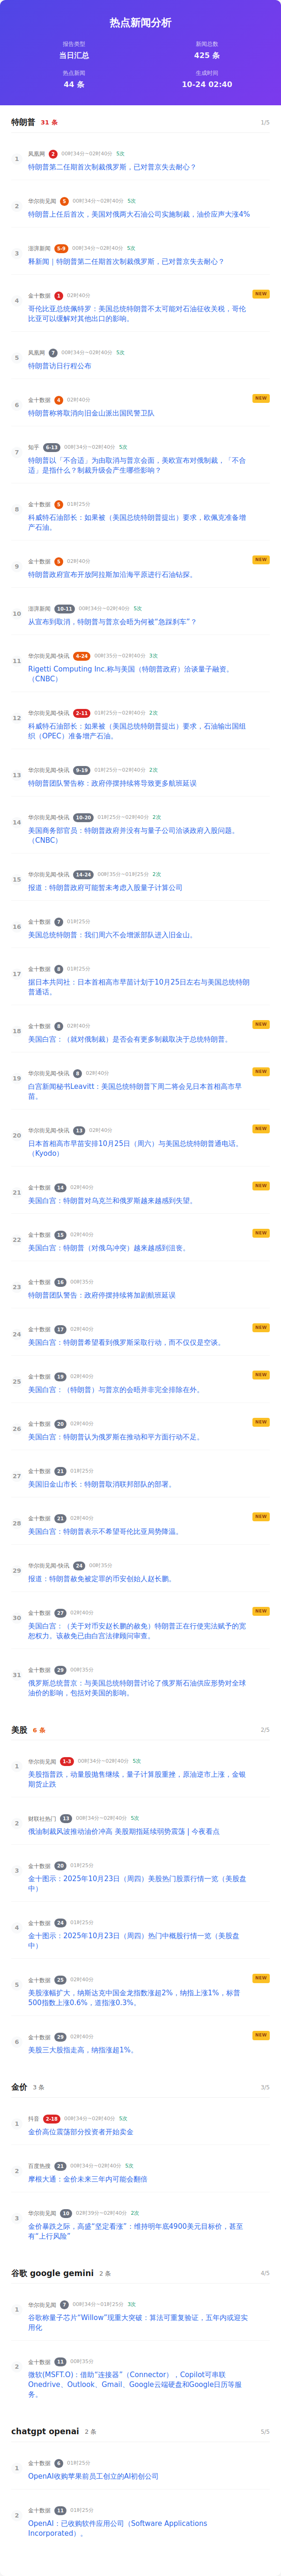 热点新闻分析
报告类型
当日汇总
新闻总数
425 条
热点新闻
44 条
生成时间
10-24 02:40
特朗普 31 条 1/5
1 凤凰网 2 00时34分~02时40分 5次
特朗普第二任期首次制裁俄罗斯，已对普京失去耐心？
2 华尔街见闻 5 00时34分~02时40分 5次
特朗普上任后首次，美国对俄两大石油公司实施制裁，油价应声大涨4%
3 澎湃新闻 5-9 00时34分~02时40分 5次
释新闻｜特朗普第二任期首次制裁俄罗斯，已对普京失去耐心？
4 金十数据 1 02时40分 NEW
哥伦比亚总统佩特罗：美国总统特朗普不太可能对石油征收关税，哥伦
比亚可以缓解对其他出口的影响。
5 凤凰网 7 00时34分~02时40分 5次
特朗普访日行程公布
6 金十数据 4 02时40分 NEW
特朗普称将取消向旧金山派出国民警卫队
7 知乎 6-13 00时34分~02时40分 5次
特朗普以「不合适」为由取消与普京会面，美欧宣布对俄制裁，「不合
适」是指什么？制裁升级会产生哪些影响？
8 金十数据 5 01时25分
科威特石油部长：如果被（美国总统特朗普提出）要求，欧佩克准备增
产石油。
9 金十数据 5 02时40分 NEW
特朗普政府宣布开放阿拉斯加沿海平原进行石油钻探。
10 澎湃新闻 10-11 00时34分~02时40分 5次
从宣布到取消，特朗普与普京会晤为何被“急踩刹车”？
11 华尔街见闻-快讯 4-24 00时35分~02时40分 3次
Rigetti Computing Inc.称与美国（特朗普政府）洽谈量子融资。
（CNBC）
12 华尔街见闻-快讯 2-11 01时25分~02时40分 2次
科威特石油部长：如果被（美国总统特朗普）要求，石油输出国组
织（OPEC）准备增产石油。
13 华尔街见闻-快讯 9-19 01时25分~02时40分 2次
特朗普团队警告称：政府停摆持续将导致更多航班延误
14 华尔街见闻-快讯 10-20 01时25分~02时40分 2次
美国商务部官员：特朗普政府并没有与量子公司洽谈政府入股问题。
（CNBC）
15 华尔街见闻-快讯 14-24 00时35分~01时25分 2次
报道：特朗普政府可能暂未考虑入股量子计算公司
16 金十数据 7 01时25分
美国总统特朗普：我们周六不会增派部队进入旧金山。
17 金十数据 8 01时25分
据日本共同社：日本首相高市早苗计划于10月25日左右与美国总统特朗
普通话。
18 金十数据 8 02时40分 NEW
美国白宫：（就对俄制裁）是否会有更多制裁取决于总统特朗普。
19 华尔街见闻-快讯 8 02时40分 NEW
白宫新闻秘书Leavitt：美国总统特朗普下周二将会见日本首相高市早
苗。
20 华尔街见闻-快讯 13 02时40分 NEW
日本首相高市早苗安排10月25日（周六）与美国总统特朗普通电话。
（Kyodo）
21 金十数据 14 02时40分 NEW
美国白宫：特朗普对乌克兰和俄罗斯越来越感到失望。
22 金十数据 15 02时40分 NEW
美国白宫：特朗普（对俄乌冲突）越来越感到沮丧。
23 金十数据 16 00时35分
特朗普团队警告：政府停摆持续将加剧航班延误
24 金十数据 17 02时40分 NEW
美国白宫：特朗普希望看到俄罗斯采取行动，而不仅仅是空谈。
25 金十数据 19 02时40分 NEW
美国白宫：（特朗普）与普京的会晤并非完全排除在外。
26 金十数据 20 02时40分 NEW
美国白宫：特朗普认为俄罗斯在推动和平方面行动不足。
27 金十数据 21 01时25分
美国旧金山市长：特朗普取消联邦部队的部署。
28 金十数据 21 02时40分 NEW
美国白宫：特朗普表示不希望哥伦比亚局势降温。
29 华尔街见闻-快讯 24 00时35分
报道：特朗普赦免被定罪的币安创始人赵长鹏。
30 金十数据 27 02时40分 NEW
美国白宫：（关于对币安赵长鹏的赦免）特朗普正在行使宪法赋予的宽
恕权力。该赦免已由白宫法律顾问审查。
31 金十数据 29 00时35分
俄罗斯总统普京：与美国总统特朗普讨论了俄罗斯石油供应形势对全球
油价的影响，包括对美国的影响。
美股 6 条 2/5
1 华尔街见闻 1-3 00时34分~02时40分 5次
美股指普跌，动量股抛售继续，量子计算股重挫，原油逆市上涨，金银
期货止跌
2 财联社热门 13 00时34分~02时40分 5次
俄油制裁风波推动油价冲高 美股期指延续弱势震荡｜今夜看点
3 金十数据 20 01时25分
金十图示：2025年10月23日（周四）美股热门股票行情一览（美股盘
中）
4 金十数据 24 01时25分
金十图示：2025年10月23日（周四）热门中概股行情一览（美股盘
中）
5 金十数据 25 02时40分 NEW
美股涨幅扩大，纳斯达克中国金龙指数涨超2%，纳指上涨1%，标普
500指数上涨0.6%，道指涨0.3%。
6 金十数据 29 02时40分 NEW
美股三大股指走高，纳指涨超1%。
金价 3 条 3/5
1 抖音 2-18 00时34分~02时40分 5次
金价高位震荡部分投资者开始卖金
2 百度热搜 21 00时34分~02时40分 5次
摩根大通：金价未来三年内可能会翻倍
3 华尔街见闻 10 02时39分~02时40分 2次
金价暴跌之际，高盛“坚定看涨”：维持明年底4900美元目标价，甚至
有“上行风险”
谷歌 google gemini 2 条 4/5
1 华尔街见闻 7 00时34分~01时25分 3次
谷歌称量子芯片“Willow”现重大突破：算法可重复验证，五年内或迎实
用化
2 金十数据 11 00时35分
微软(MSFT.O)：借助“连接器”（Connector），Copilot可串联
Onedrive、Outlook、Gmail、Google云端硬盘和Google日历等服
务。
chatgpt openai 2 条 5/5
1 金十数据 6 01时25分
OpenAI收购苹果前员工创立的AI初创公司
2 金十数据 11 01时25分
OpenAI：已收购软件应用公司（Software Applications
Incorporated）。